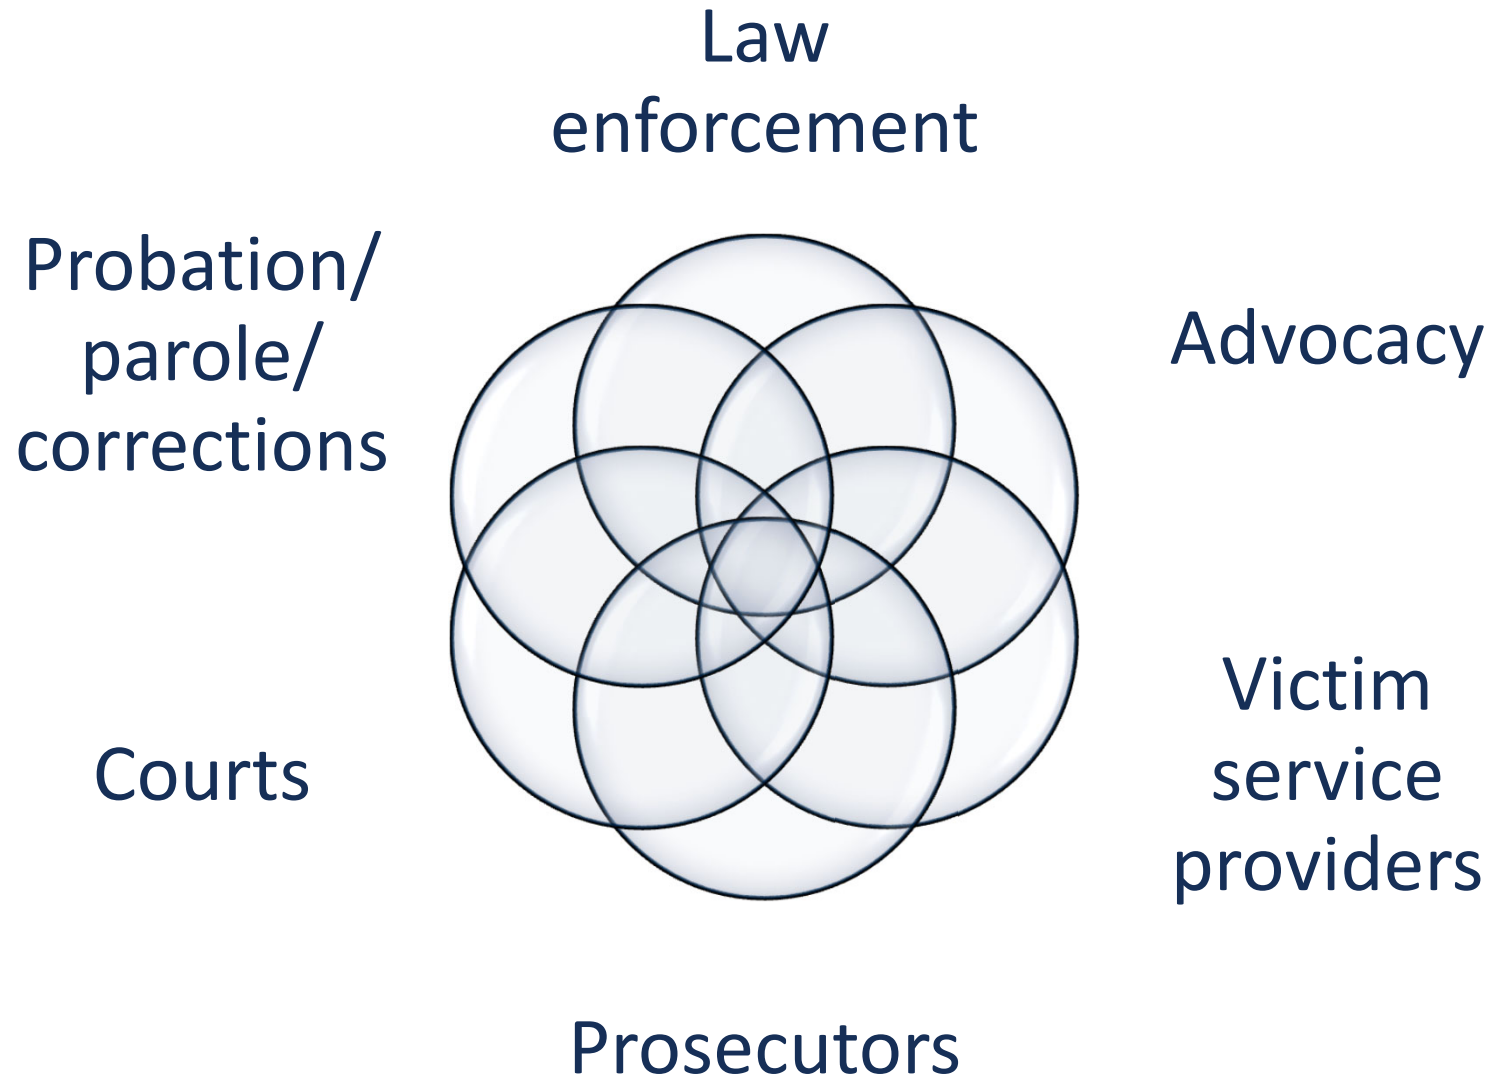 Law
enforcement
Probation/
parole/
corrections
Advocacy
Courts
Victim
service
providers
Prosecutors